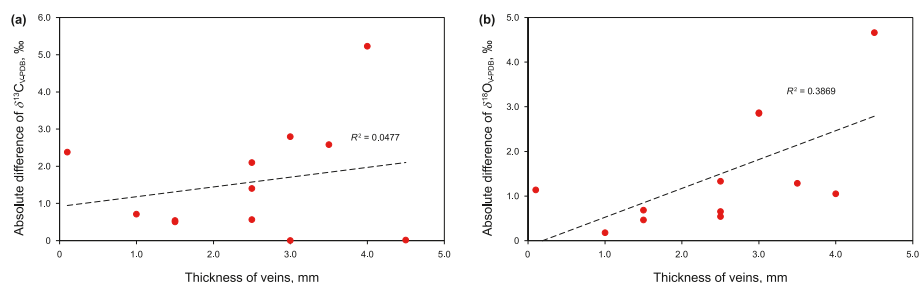 (a)
6.0
5.0
4.0
3.0
2.0
1.0
0
Absolute difference of δ¹³C_V-PDB, ‰
R² = 0.0477
0 1.0 2.0 3.0 4.0 5.0
Thickness of veins, mm
(b)
5.0
4.0
3.0
2.0
1.0
0
Absolute difference of δ¹⁸O_V-PDB, ‰
R² = 0.3869
0 1.0 2.0 3.0 4.0 5.0
Thickness of veins, mm